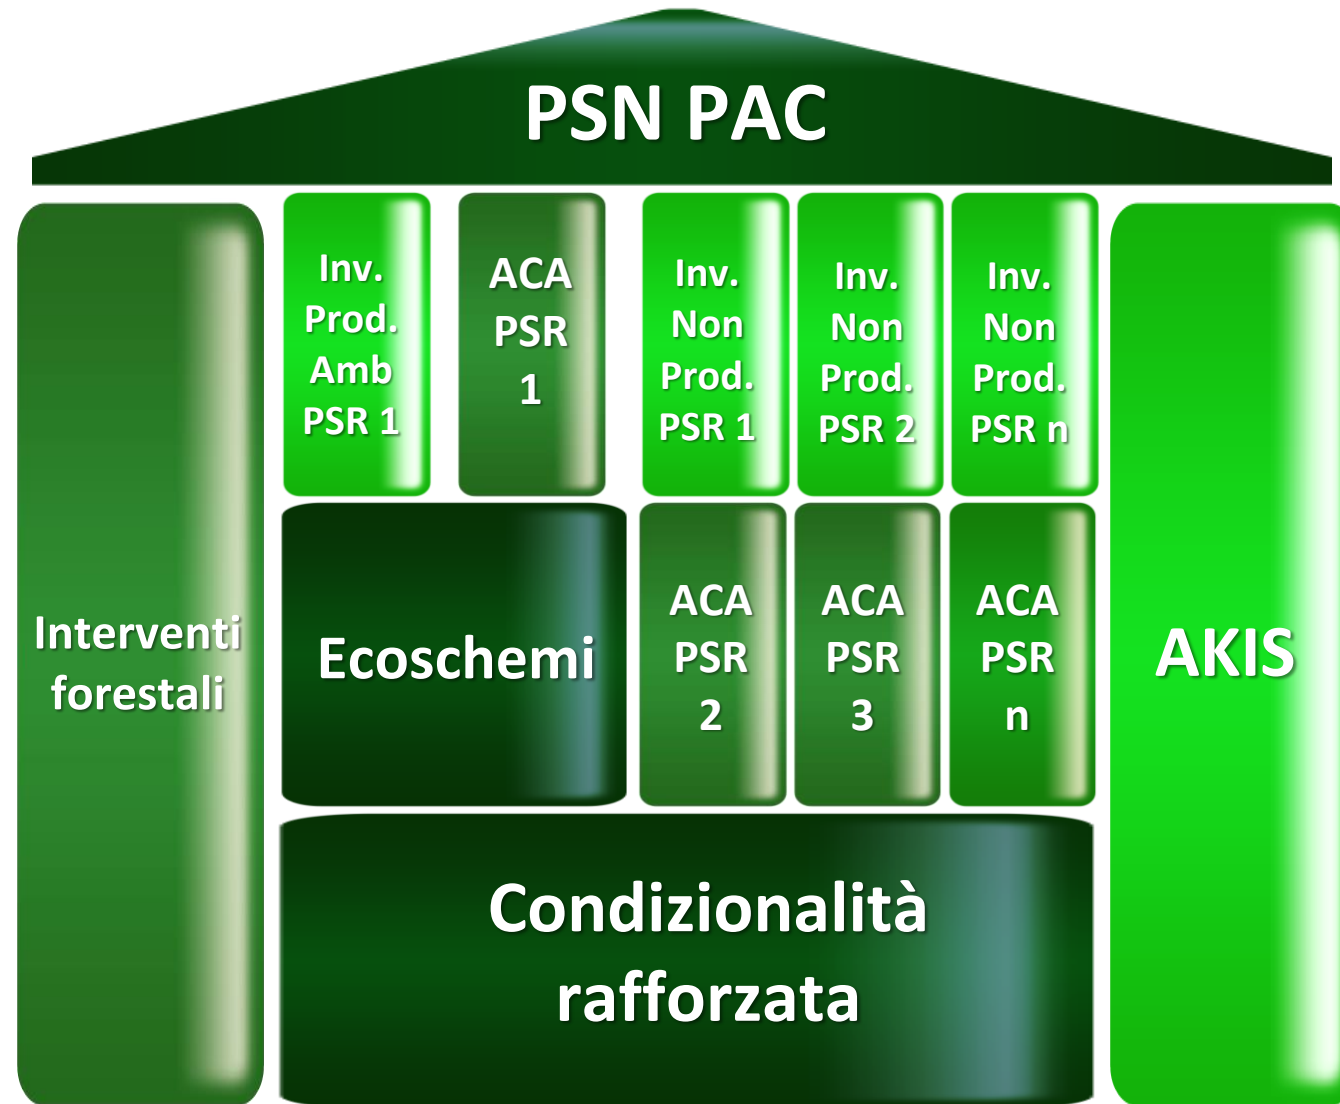 PSN PAC
Inv.
Prod.
Amb
PSR 1
ACA
PSR
1
Inv.
Non
Prod.
PSR 1
Inv.
Non
Prod.
PSR 2
Inv.
Non
Prod.
PSR n
Interventi
forestali
Ecoschemi
ACA
PSR
2
ACA
PSR
3
ACA
PSR
n
AKIS
Condizionalità
rafforzata